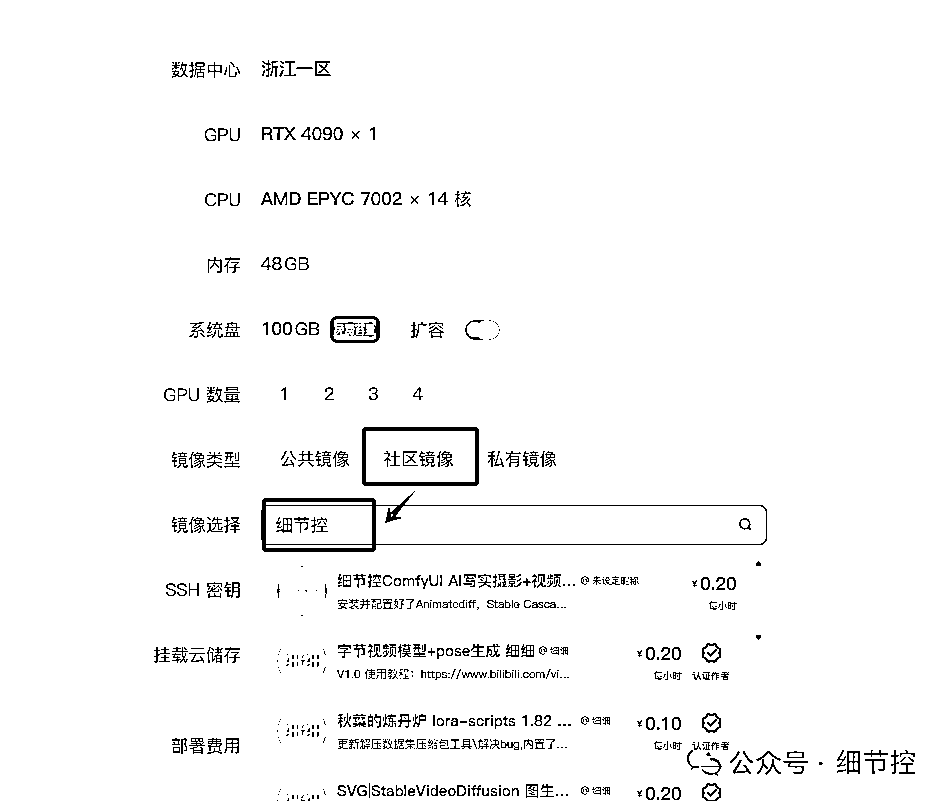 数据中心 浙江一区
GPU RTX 4090 × 1
CPU AMD EPYC 7002 × 14 核
内存 48GB
系统盘 100GB 扩容
GPU 数量 1 2 3 4
镜像类型 公共镜像 社区镜像 私有镜像
镜像选择 细节控
SSH 密钥
细节控ComfyUI AI写实摄影+视频... 未设定昵称 ¥0.20
安装并配置好了Animatediff，Stable Casca... 每小时
挂载云储存
字节视频模型+pose生成 细细 细细 ¥0.20
V1.0 使用教程：https://www.bilibili.com/vi... 每小时 认证作者
部署费用
秋葉的炼丹炉 lora-scripts 1.82 ... 细细 ¥0.10
更新解压数据集压缩包工具\解决bug,内置了... 每小时 认证作者
SVG|StableVideoDiffusion 图生... 细细 ¥0.20
公众号 · 细节控